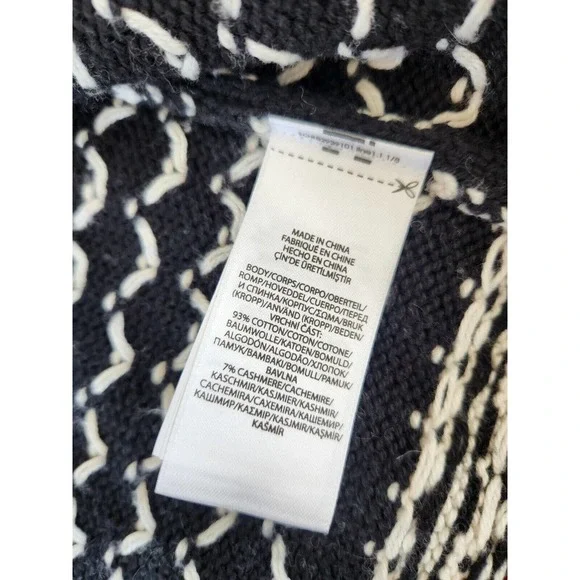 MADE IN CHINA
FABRIQUÉ EN CHINE
HECHO EN CHINA
ÇİN'DE ÜRETİLMİŞTİR
BODY/CORPS/CORPO/OBERTEIL/
ROMP/HOVEDDEL/CUERPO/ПЕРЕД
И СПИНКА/КОРПУС/ΣΩΜΑ/BRUK
(KROPP)/ANVÄND (KROPP)/BEDEN/
VRCHNÍ ČÁST:
93% COTTON/COTON/COTONE/
BAUMWOLLE/KATOEN/BOMULD/
ALGODÓN/ALGODÃO/ХЛОПОК/
ПАМУК/ΒΑΜΒΑΚΙ/BOMULL/PAMUK/
BAVLNA
7% CASHMERE/CACHEMIRE/
KASCHMIR/KASJMIER/KASHMIR/
CACHEMIRA/CAXEMIRA/КАШЕМИР/
КАШМИР/ΚΑΣΜΙΡ/KASJMIR/KAŞMİR/
KAŠMÍR